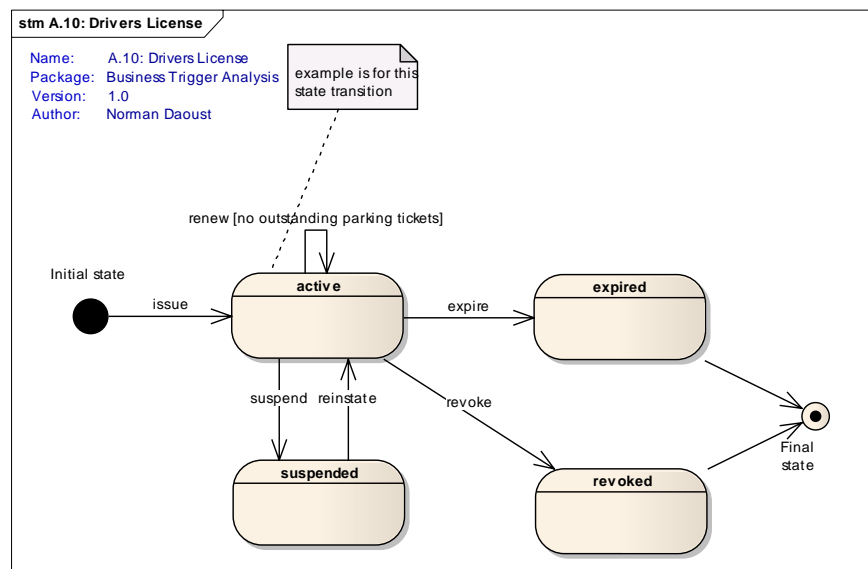 stm A.10: Drivers License
Name: A.10: Drivers License
Package: Business Trigger Analysis
Version: 1.0
Author: Norman Daoust
example is for this
state transition
renew [no outstanding parking tickets]
Initial state
active
expired
issue
expire
suspend
reinstate
revoke
Final
state
suspended
revoked